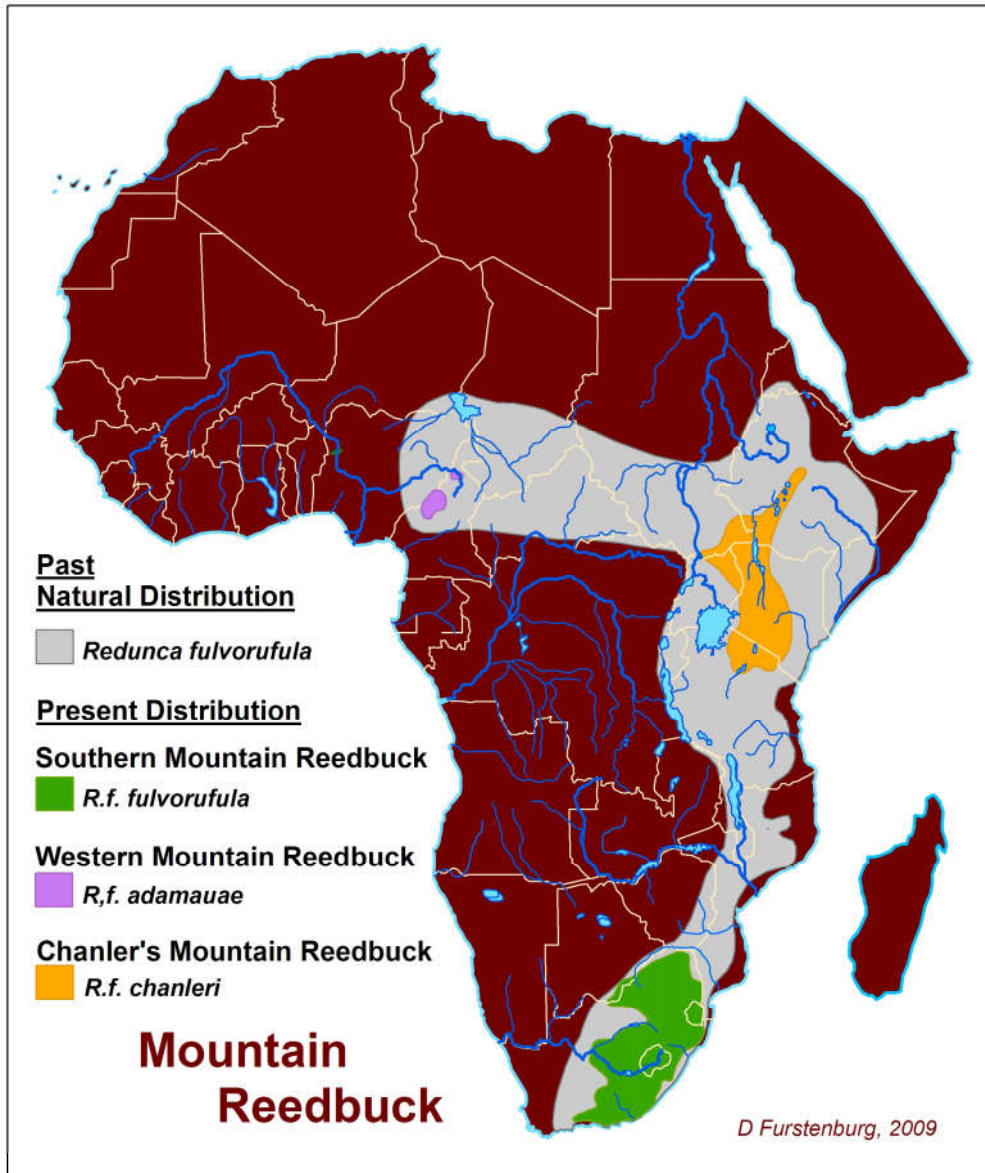 Past
Natural Distribution
Redunca fulvorufula
Present Distribution
Southern Mountain Reedbuck
R.f. fulvorufula
Western Mountain Reedbuck
R,f. adamauae
Chanler's Mountain Reedbuck
R.f. chanleri
Mountain
Reedbuck
D Furstenburg, 2009